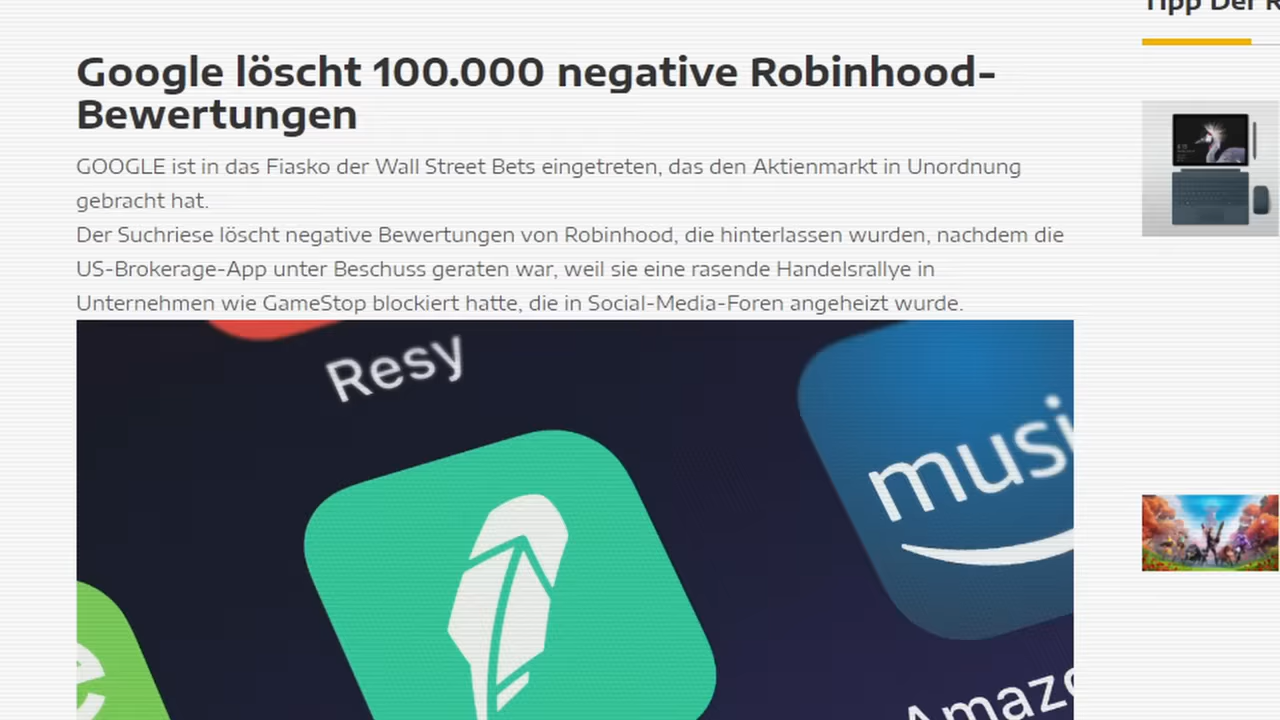 Tipp Der R
Google löscht 100.000 negative Robinhood-
Bewertungen
GOOGLE ist in das Fiasko der Wall Street Bets eingetreten, das den Aktienmarkt in Unordnung
gebracht hat.
Der Suchriese löscht negative Bewertungen von Robinhood, die hinterlassen wurden, nachdem die
US-Brokerage-App unter Beschuss geraten war, weil sie eine rasende Handelsrallye in
Unternehmen wie GameStop blockiert hatte, die in Social-Media-Foren angeheizt wurde.
Resy
musi
e
Amazo